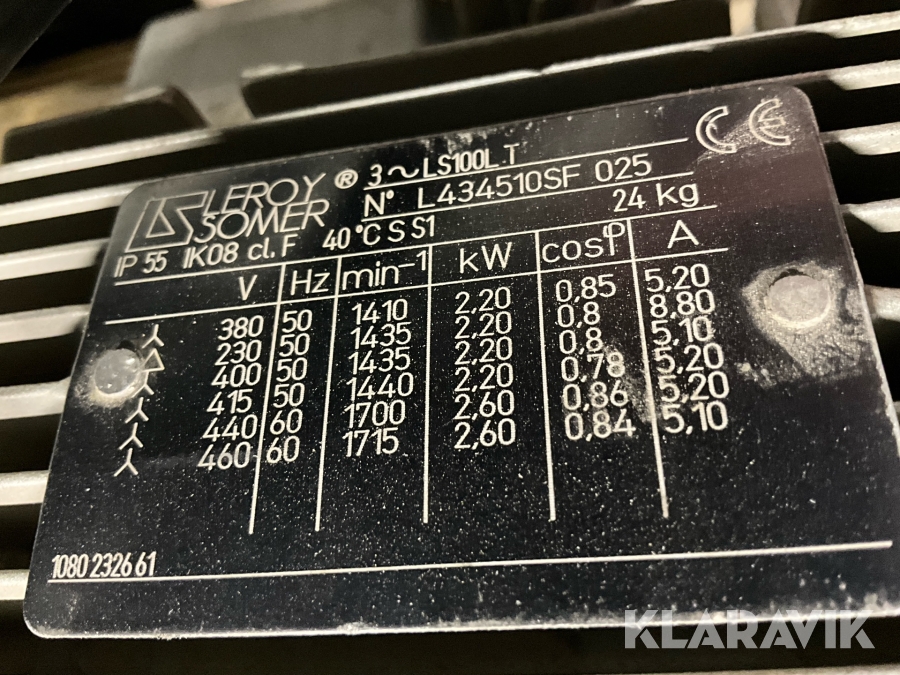 LEROY SOMER ® 3~LS100L.T
N° L434510SF 025
IP 55 IK08 cl.F 40°C S S1 24 kg
V Hz min-1 kW cosφ A
380 50 1410 2,20 0,85 5,20
230 50 1435 2,20 0,8 8,80
400 50 1435 2,20 0,8 5,10
415 50 1440 2,20 0,78 5,20
440 60 1700 2,60 0,86 5,20
460 60 1715 2,60 0,84 5,10
1080 232661
CE
KLARAVIK